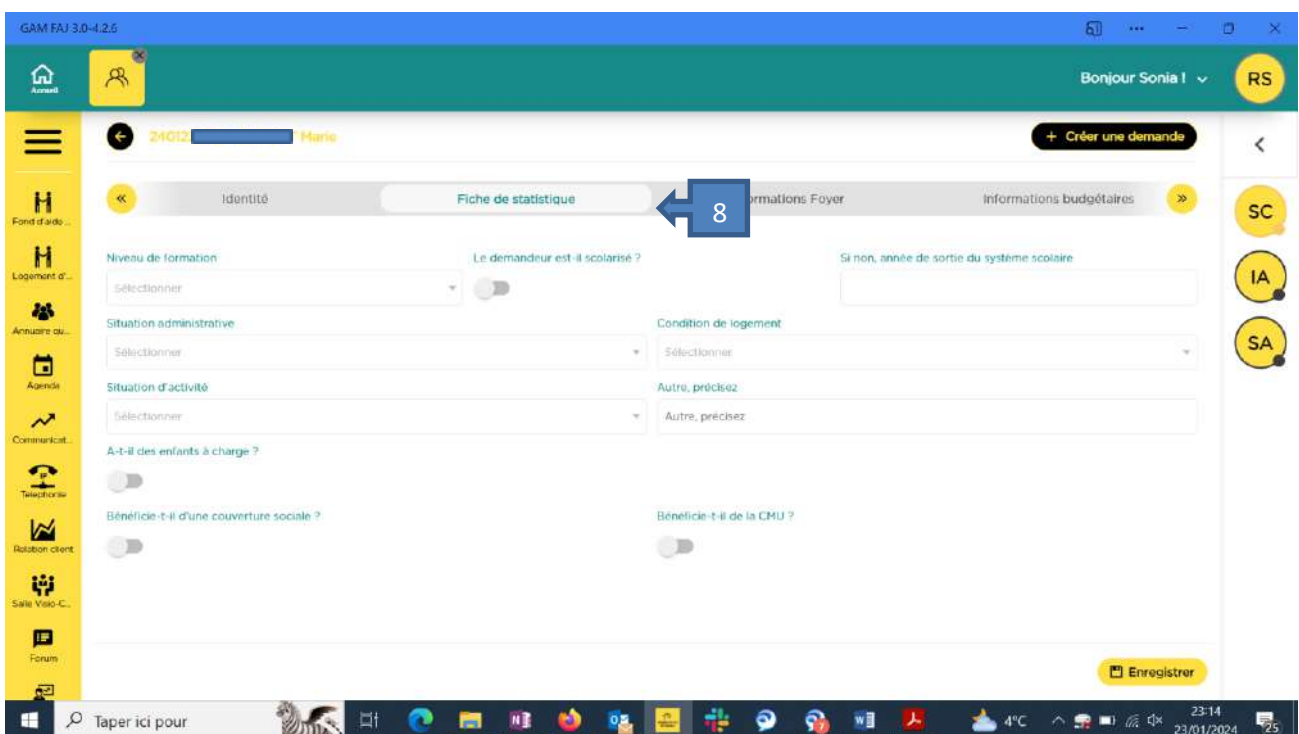 GAM FAJ 3.0-4.2.6
Accueil
Bonjour Sonia !
RS
24012 Marie
+ Créer une demande
Identité
Fiche de statistique
8
ormations Foyer
Informations budgétaires
Fond d'aide ...
Logement d'...
Annuaire qu...
Agenda
Communicat...
Telephonie
Relation client
Salle Visio-C...
Forum
SC
IA
SA
Niveau de formation
Le demandeur est-il scolarisé ?
Si non, année de sortie du système scolaire
Sélectionner
Situation administrative
Condition de logement
Sélectionner
Sélectionner
Situation d'activité
Autre, précisez
Sélectionner
Autre, précisez
A-t-il des enfants à charge ?
Bénéficie-t-il d'une couverture sociale ?
Bénéficie-t-il de la CMU ?
Enregistrer
Taper ici pour
4°C
23:14
23/01/2024
25